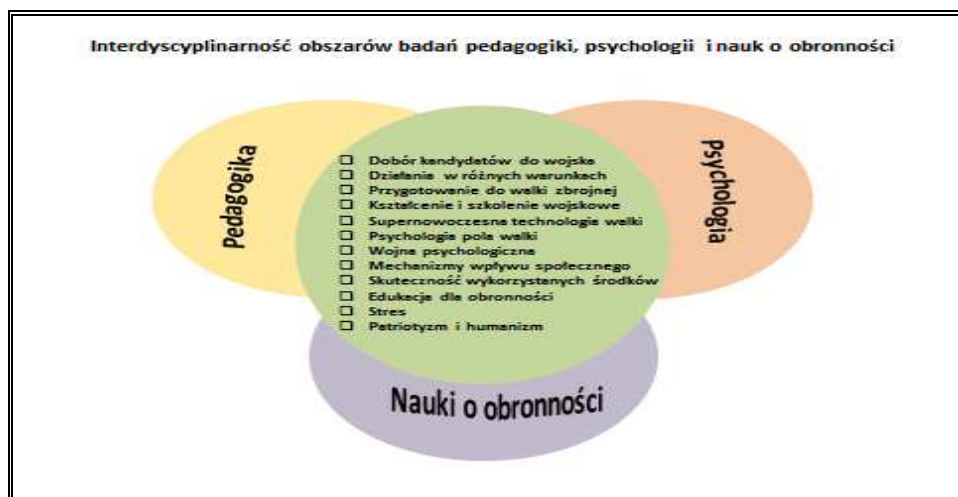 Interdyscyplinarność obszarów badań pedagogiki, psychologii i nauk o obronności
Pedagogika
Psychologia
Dobór kandydatów do wojska
Działania w różnych warunkach
Przygotowanie do walki zbrojnej
Kształcenie i szkolenie wojskowe
Supernowoczesna technologia walki
Psychologia pola walki
Wojna psychologiczna
Mechanizmy wpływu społecznego
Skuteczność wykorzystanych środków
Edukacja dla obronności
Stres
Patriotyzm i humanizm
Nauki o obronności